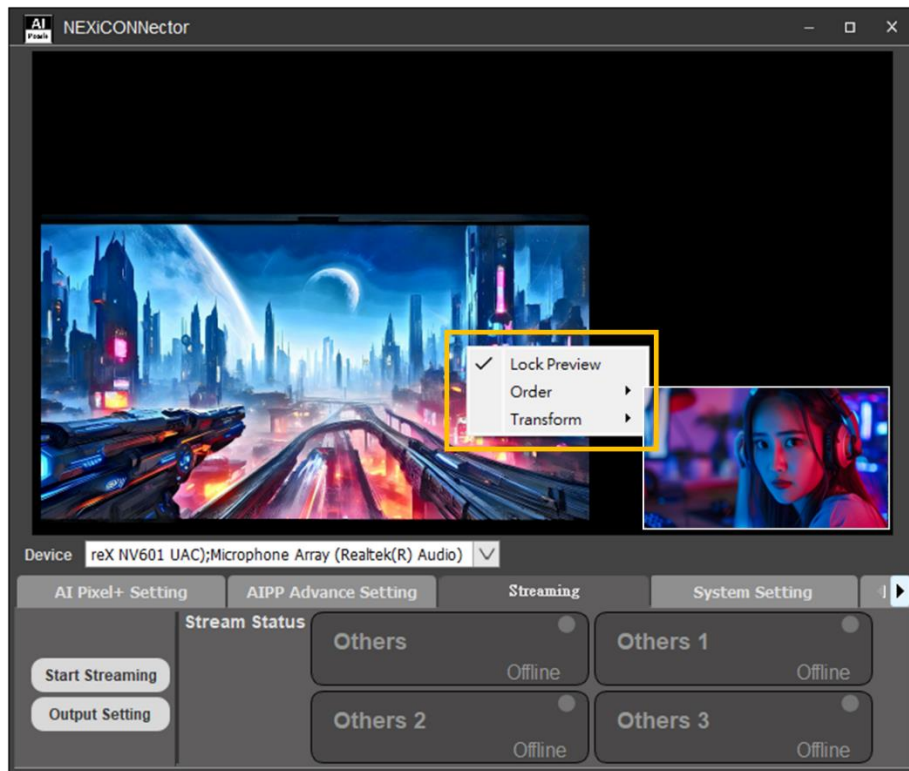 AI
Pixels
NEXiCONNector
Lock Preview
Order
Transform
Device
reX NV601 UAC);Microphone Array (Realtek(R) Audio)
AI Pixel+ Setting
AIPP Advance Setting
Streaming
System Setting
Stream Status
Start Streaming
Output Setting
Others
Offline
Others 1
Offline
Others 2
Offline
Others 3
Offline